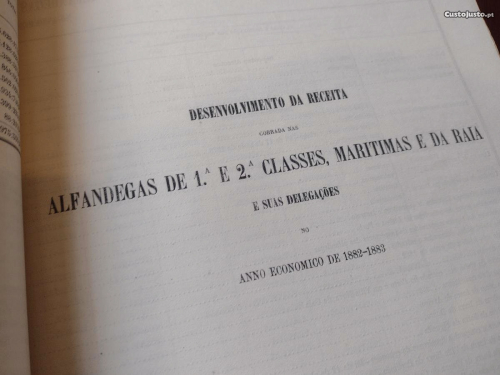 CustoJusto.pt
DESENVOLVIMENTO DA RECEITA
COBRADA NAS
ALFANDEGAS DE 1.ª E 2.ª CLASSES, MARITIMAS E DA RAIA
E SUAS DELEGAÇÕES
NO
ANNO ECONOMICO DE 1882-1883